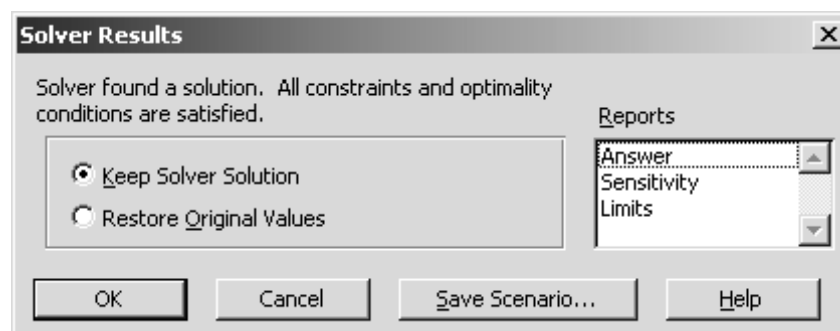 Solver Results
Solver found a solution. All constraints and optimality
conditions are satisfied.
Keep Solver Solution
Restore Original Values
Reports
Answer
Sensitivity
Limits
OK
Cancel
Save Scenario...
Help